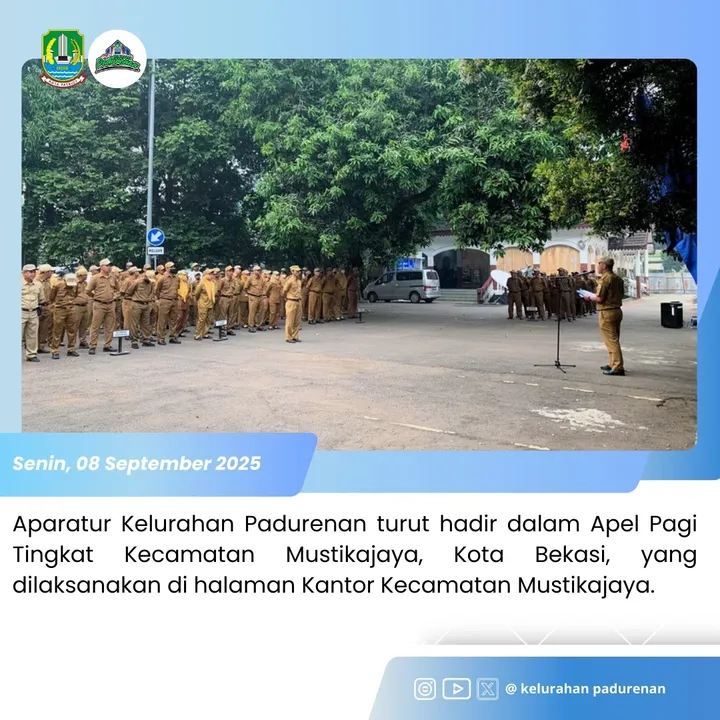 Senin, 08 September 2025
Aparatur Kelurahan Padurenan turut hadir dalam Apel Pagi
Tingkat Kecamatan Mustikajaya, Kota Bekasi, yang
dilaksanakan di halaman Kantor Kecamatan Mustikajaya.
@ kelurahan padurenan